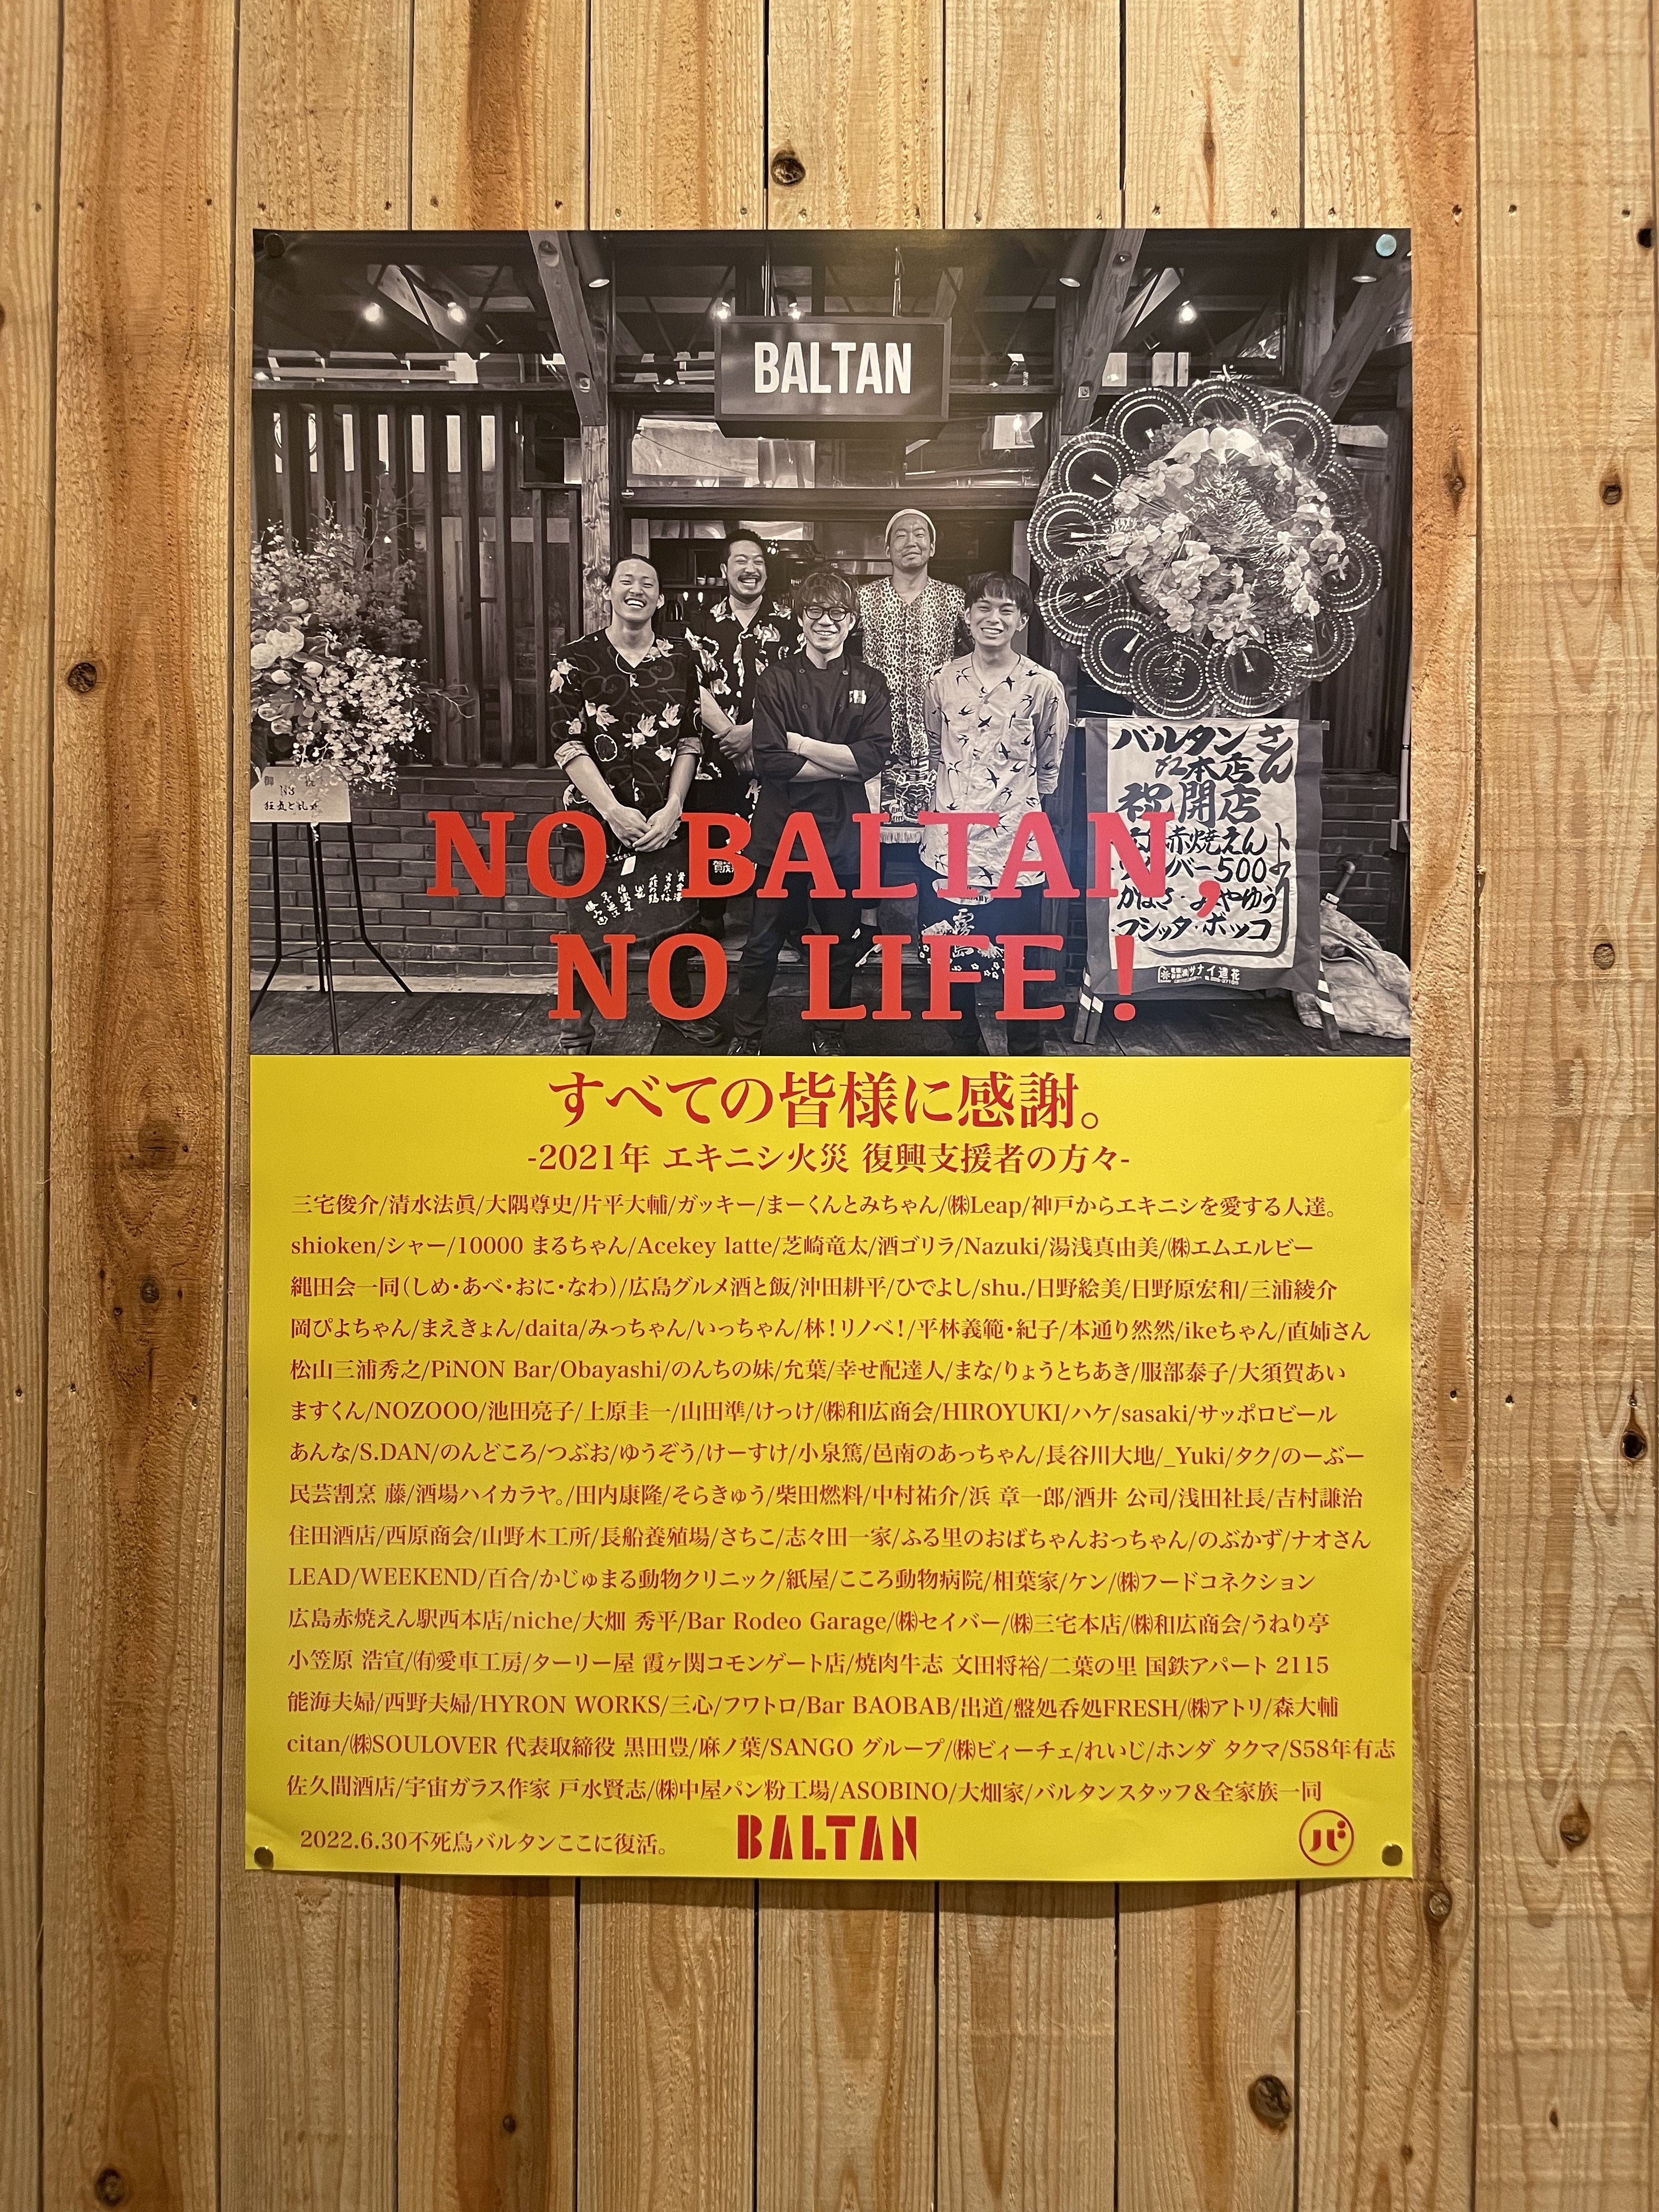 BALTAN
バルタンさん
祝開店
NO BALTAN,
NO LIFE!
すべての皆様に感謝。
-2021年 エキニシ火災 復興支援者の方々-
三宅俊介/清水法眞/大隅尊史/片平大輔/ガッキー/まーくんとみちゃん/㈱Leap/神戸からエキニシを愛する人達。
shioken/シャー/10000 まるちゃん/Acekey latte/芝崎竜太/酒ゴリラ/Nazuki/湯浅真由美/㈱エムエルビー
縄田会一同(しめ・あべ・おに・なわ)/広島グルメ酒と飯/沖田耕平/ひでよし/shu./日野絵美/日野原宏和/三浦綾介
岡ぴよちゃん/まえきょん/daita/みっちゃん/いっちゃん/林!リノベ!/平林義範・紀子/本通り然然/ikeちゃん/直姉さん
松山三浦秀之/PiNON Bar/Obayashi/のんちの妹/允葉/幸せ配達人/まな/りょうとちあき/服部泰子/大須賀あい
ますくん/NOZOOO/池田亮子/上原圭一/山田準/けっけ/㈱和広商会/HIROYUKI/ハケ/sasaki/サッポロビール
あんな/S.DAN/のんどころ/つぶお/ゆうぞう/けーすけ/小泉篤/邑南のあっちゃん/長谷川大地/_Yuki/タク/のーぶー
民芸割烹 藤/酒場ハイカラヤ。/田内康隆/そらきゅう/柴田燃料/中村祐介/浜 章一郎/酒井 公司/浅田社長/吉村謙治
住田酒店/西原商会/山野木工所/長船養殖場/さちこ/志々田一家/ふる里のおばちゃんおっちゃん/のぶかず/ナオさん
LEAD/WEEKEND/百合/かじゅまる動物クリニック/紙屋/こころ動物病院/相葉家/ケン/㈱フードコネクション
広島赤焼えん駅西本店/niche/大畑 秀平/Bar Rodeo Garage/㈱セイバー/㈱三宅本店/㈱和広商会/うねり亭
小笠原 浩宣/㈲愛車工房/ターリー屋 霞ヶ関コモンゲート店/焼肉牛志 文田将裕/二葉の里 国鉄アパート 2115
能海夫婦/西野夫婦/HYRON WORKS/三心/フワトロ/Bar BAOBAB/出道/盤処呑処FRESH/㈱アトリ/森大輔
citan/㈱SOULOVER 代表取締役 黒田豊/麻ノ葉/SANGO グループ/㈱ビィーチェ/れいじ/ホンダ タクマ/S58年有志
佐久間酒店/宇宙ガラス作家 戸水賢志/㈱中屋パン粉工場/ASOBINO/大畑家/バルタンスタッフ&全家族一同
2022.6.30不死鳥バルタンここに復活。
BALTAN
バ